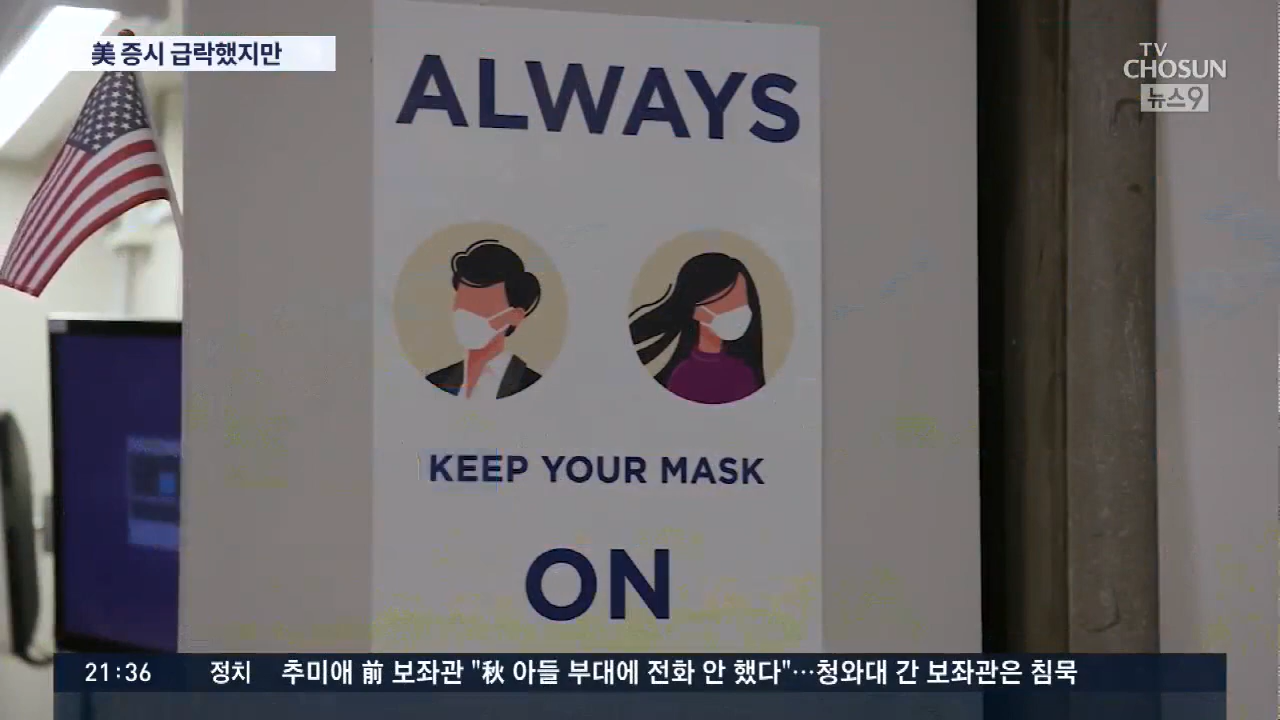 美 증시 급락했지만
TV
CHOSUN
뉴스9
ALWAYS
KEEP YOUR MASK
ON
21:36 정치 추미애 前 보좌관 "秋 아들 부대에 전화 안 했다"…청와대 간 보좌관은 침묵